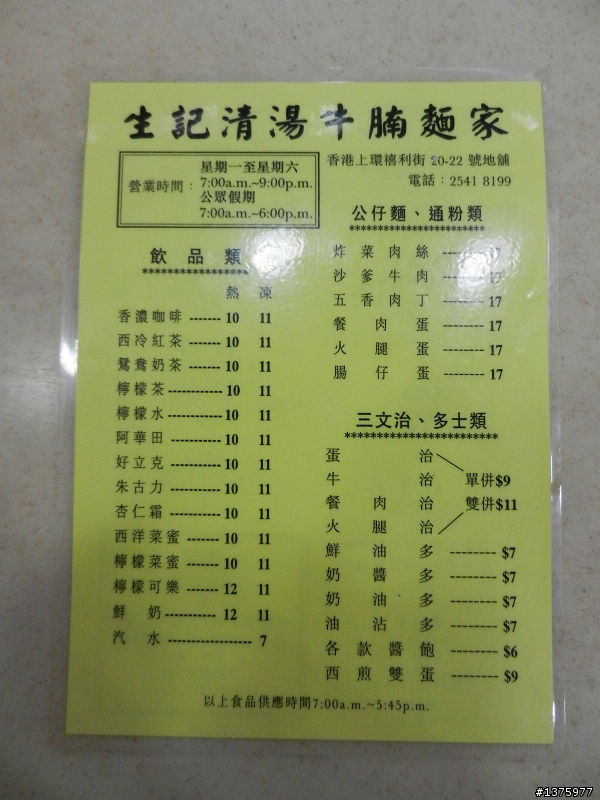 生記清湯牛腩麵家
營業時間：
星期一至星期六
7:00a.m.~9:00p.m.
公眾假期
7:00a.m.~6:00p.m.
香港上環禧利街 20-22 號地舖
電話：2541 8199
飲品類
********************
熱 凍
香濃咖啡 ------- 10 11
西冷紅茶 ------- 10 11
鴛鴦奶茶 ------- 10 11
檸檬茶 ------------ 10 11
檸檬水 ------------ 10 11
阿華田 ----------- 10 11
好立克 ----------- 10 11
朱古力 ----------- 10 11
杏仁霜 ----------- 10 11
西洋菜蜜 ------- 10 11
檸檬菜蜜 ------- 10 11
檸檬可樂 -------- 12 11
鮮奶 ----------- 12 11
汽水 ------------------ 7
公仔麵、通粉類
*************************
炸菜肉絲 -------- 17
沙爹牛肉 -------- 17
五香肉丁 -------- 17
餐肉蛋 -------- 17
火腿蛋 -------- 17
腸仔蛋 -------- 17
三文治、多士類
****************************
蛋治
牛治 單併$9
餐肉治 雙併$11
火腿治
鮮油多 --------- $7
奶醬多 --------- $7
奶油多 --------- $7
油沾多 --------- $7
各款醬飽 --------- $6
西煎雙蛋 --------- $9
以上食品供應時間7:00a.m.~5:45p.m.
#1375977